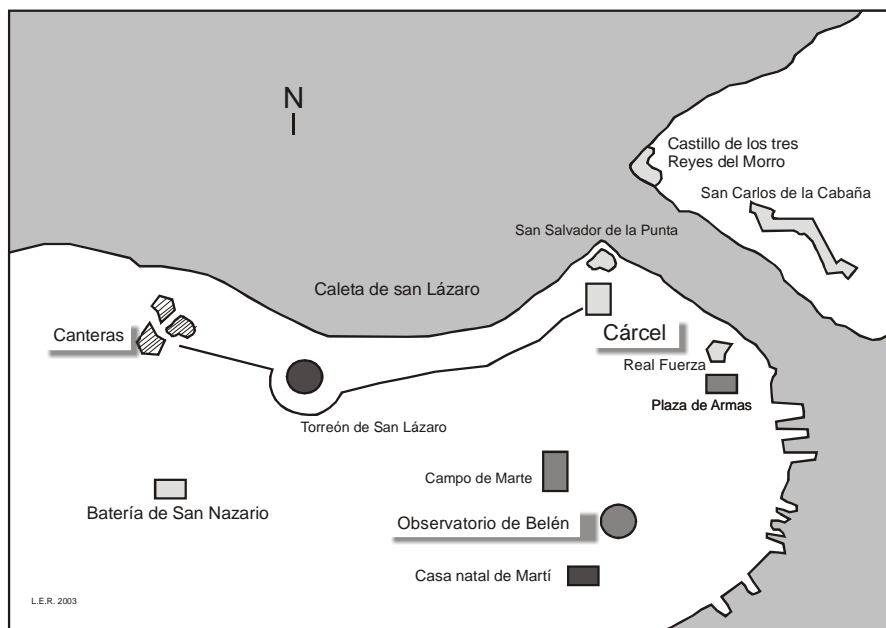 N
Castillo de los tres
Reyes del Morro
San Carlos de la Cabaña
San Salvador de la Punta
Caleta de san Lázaro
Canteras
Cárcel
Real Fuerza
Plaza de Armas
Torreón de San Lázaro
Campo de Marte
Batería de San Nazario
Observatorio de Belén
Casa natal de Martí
L.E.R. 2003